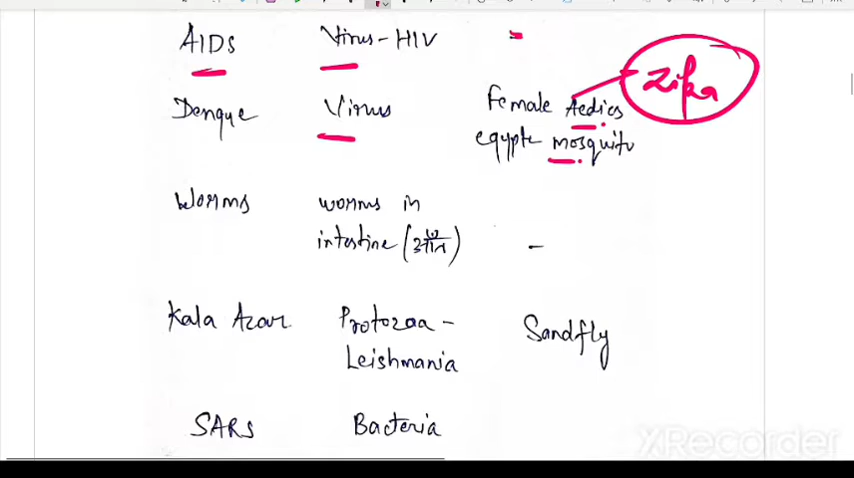 AIDS Virus - HIV -
Zika
Dengue Virus Female Aedies
egypte mosquito
Worms worms in
intestine (आंत) -
Kala Azar Protozoa -
Leishmania Sandfly
SARS Bacteria
XRecorder